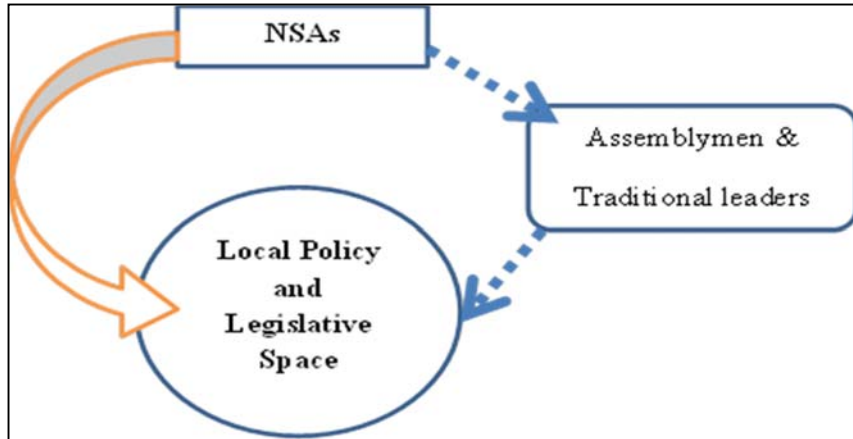 NSAs
Assemblymen &
Traditional leaders
Local Policy
and
Legislative
Space